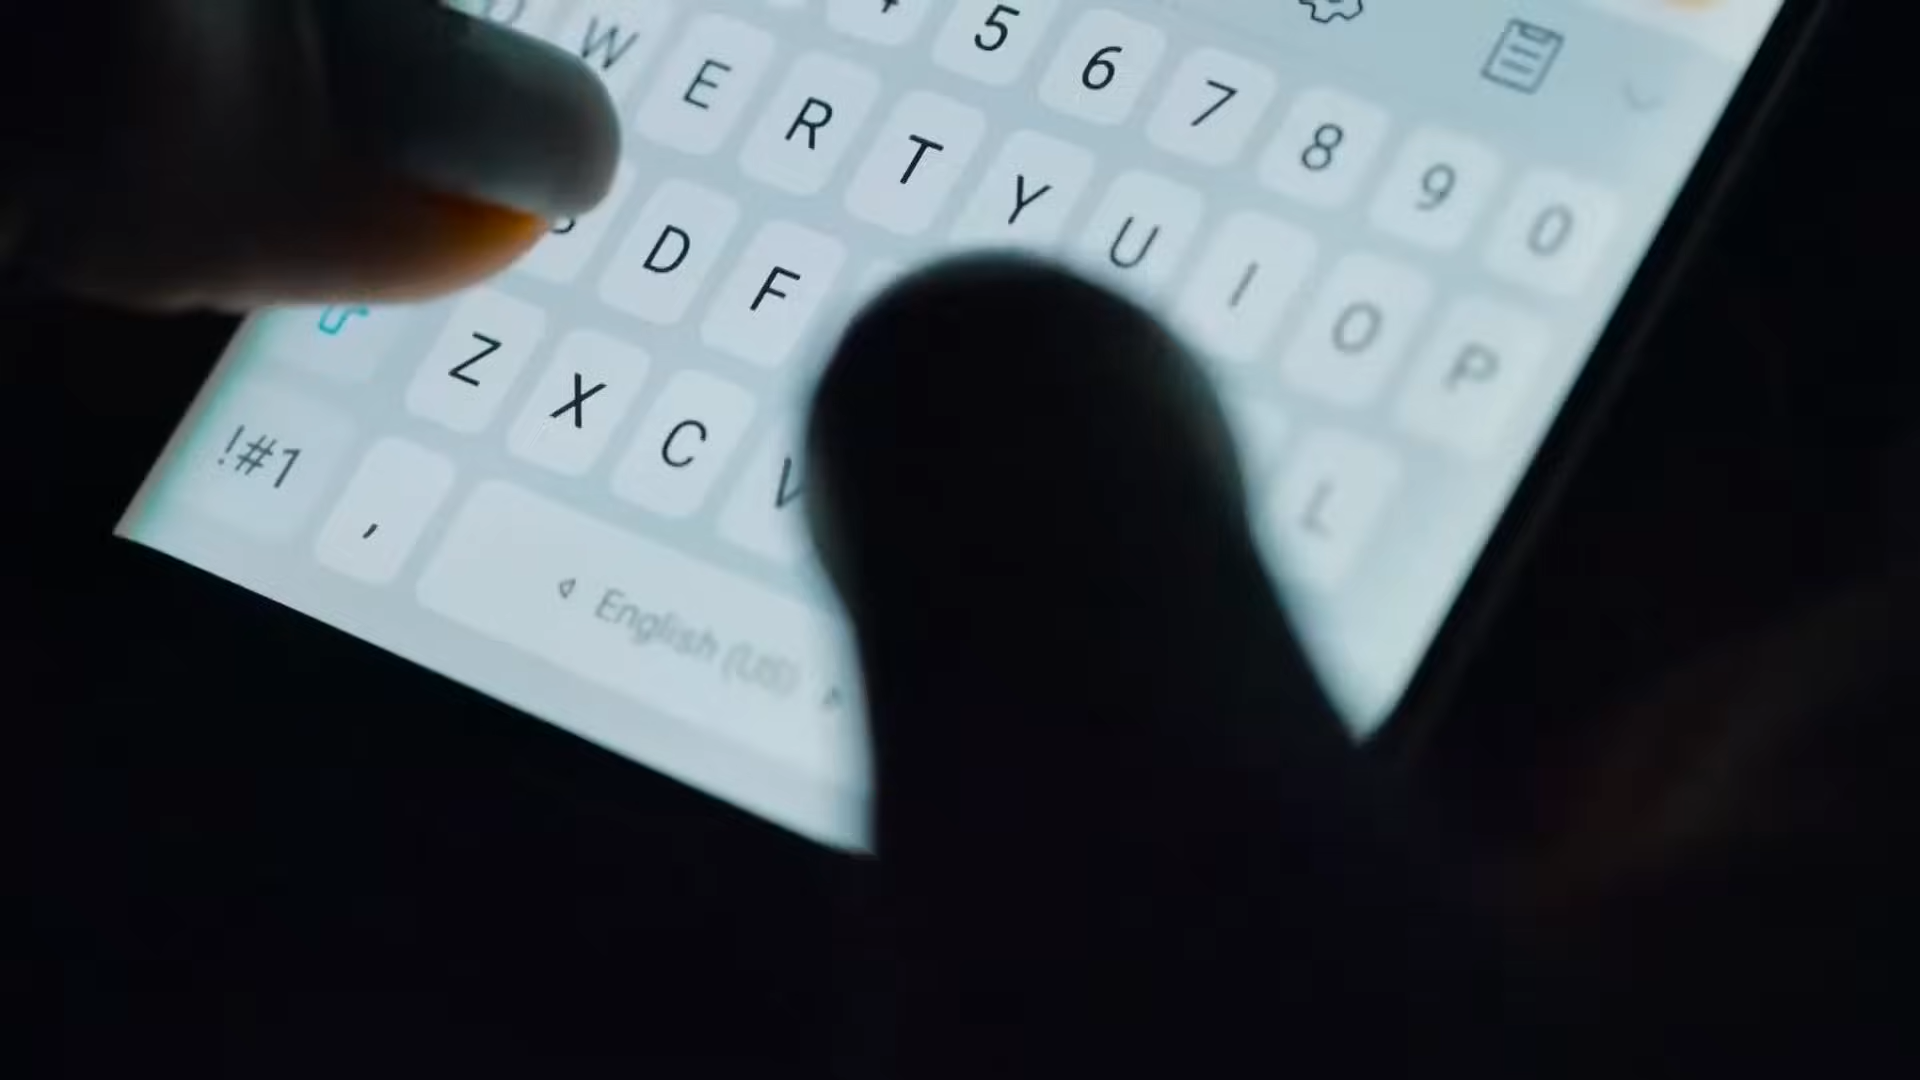 5 6 7 8 9 0
W E R T Y U I O P
D F L
Z X C V
!#1 , English (US)